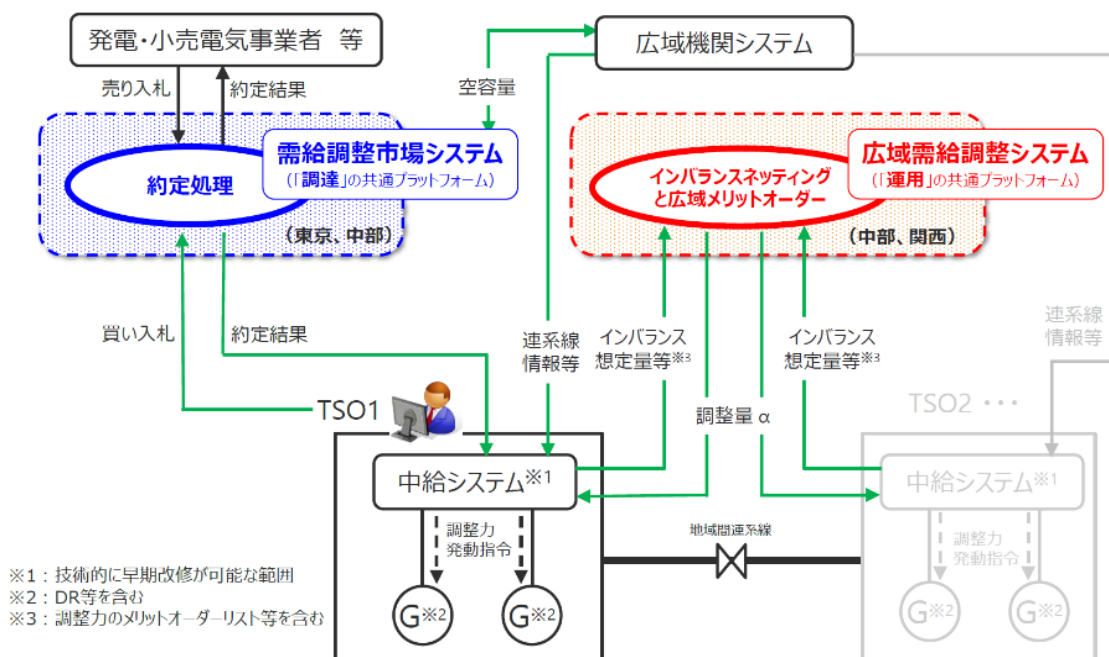 発電・小売電気事業者 等
広域機関システム
売り入札
約定結果
空容量
需給調整市場システム
(「調達」の共通プラットフォーム)
約定処理
(東京、中部)
広域需給調整システム
(「運用」の共通プラットフォーム)
インバランスネッティング
と広域メリットオーダー
(中部、関西)
買い入札
約定結果
連系線
情報等
インバランス
想定量等※3
インバランス
想定量等※3
連系線
情報等
調整量 α
TSO1
TSO2 ・・・
中給システム※1
中給システム※1
調整力
発動指令
調整力
発動指令
地域間連系線
G※2
G※2
G※2
G※2
※1：技術的に早期改修が可能な範囲
※2：DR等を含む
※3：調整力のメリットオーダーリスト等を含む